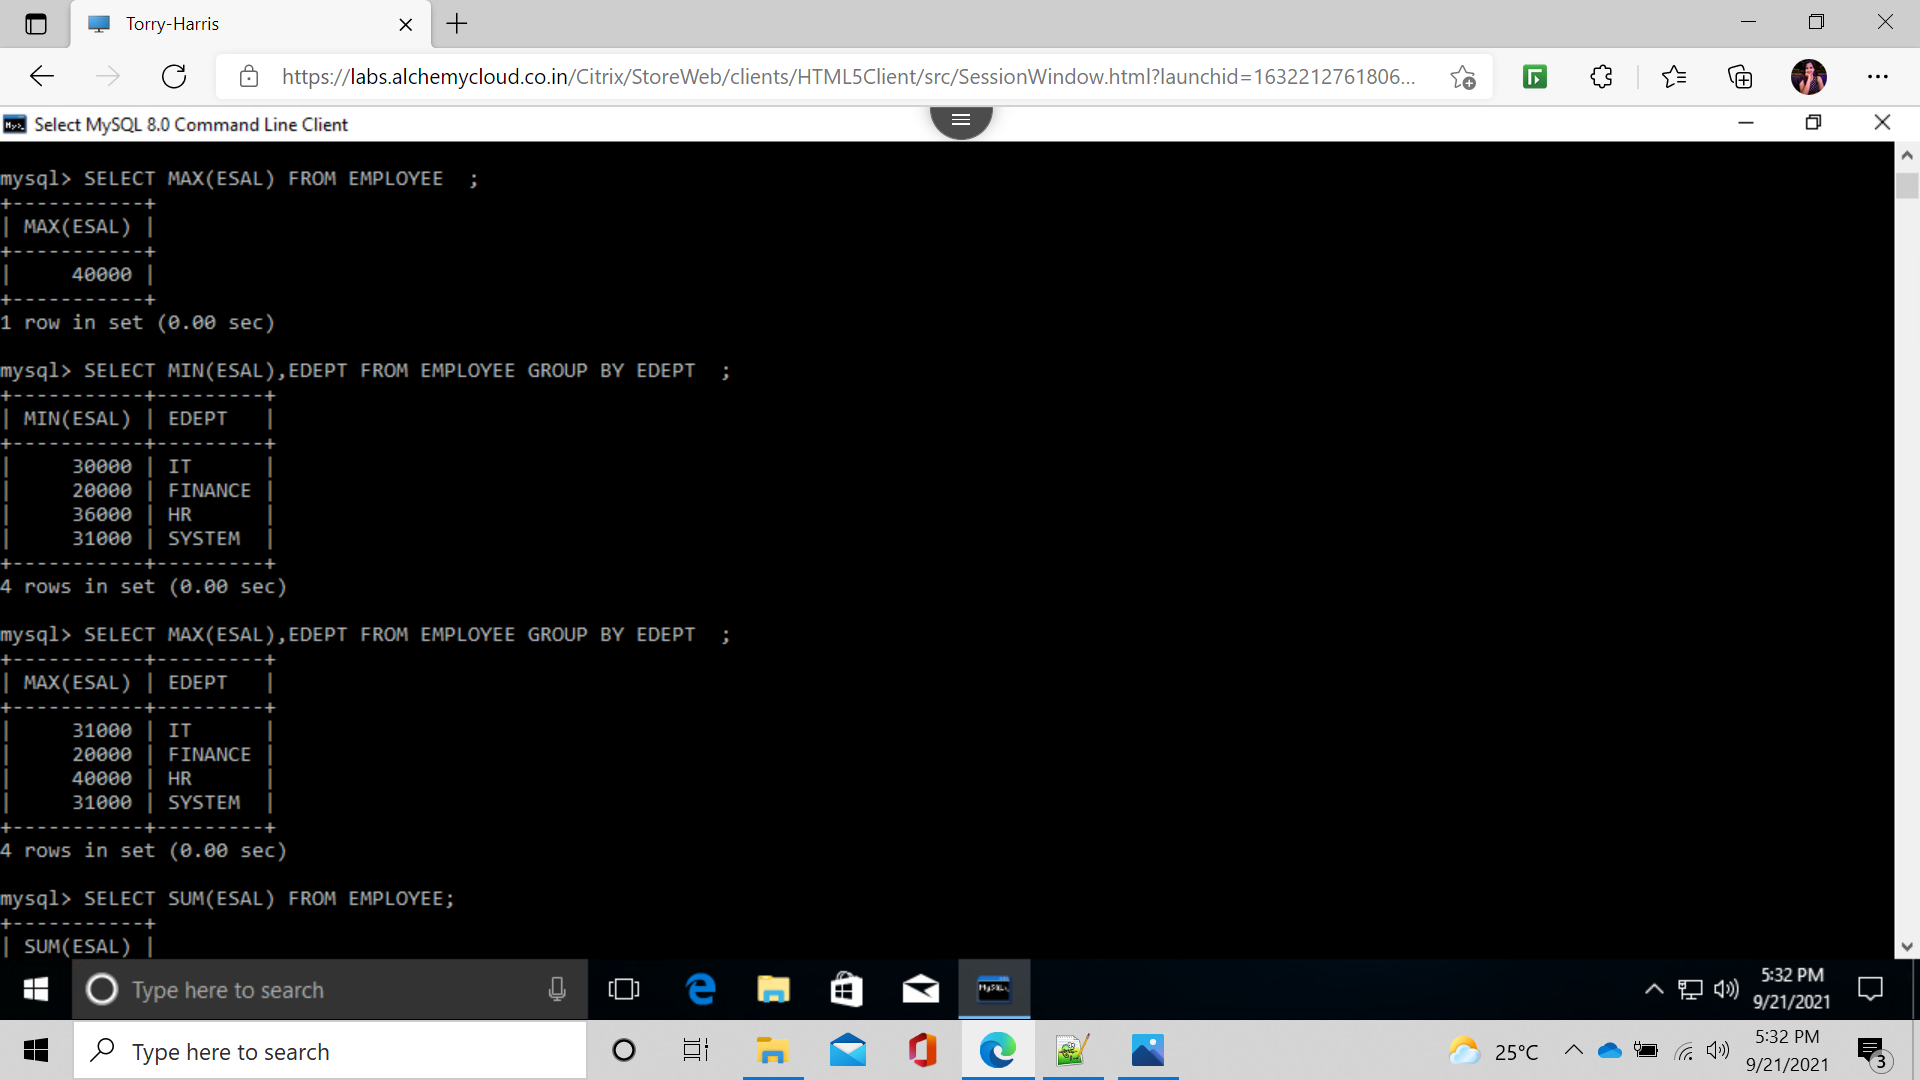 Torry-Harris
https://labs.alchemycloud.co.in/Citrix/StoreWeb/clients/HTML5Client/src/SessionWindow.html?launchid=1632212761806...
Select MySQL 8.0 Command Line Client
mysql> SELECT MAX(ESAL) FROM EMPLOYEE  ;
+-----------+
| MAX(ESAL) |
+-----------+
|     40000 |
+-----------+
1 row in set (0.00 sec)
mysql> SELECT MIN(ESAL),EDEPT FROM EMPLOYEE GROUP BY EDEPT  ;
+-----------+---------+
| MIN(ESAL) | EDEPT   |
+-----------+---------+
|     30000 | IT      |
|     20000 | FINANCE |
|     36000 | HR      |
|     31000 | SYSTEM  |
+-----------+---------+
4 rows in set (0.00 sec)
mysql> SELECT MAX(ESAL),EDEPT FROM EMPLOYEE GROUP BY EDEPT  ;
+-----------+---------+
| MAX(ESAL) | EDEPT   |
+-----------+---------+
|     31000 | IT      |
|     20000 | FINANCE |
|     40000 | HR      |
|     31000 | SYSTEM  |
+-----------+---------+
4 rows in set (0.00 sec)
mysql> SELECT SUM(ESAL) FROM EMPLOYEE;
+-----------+
| SUM(ESAL) |
Type here to search
5:32 PM
9/21/2021
Type here to search
25°C
5:32 PM
9/21/2021
3